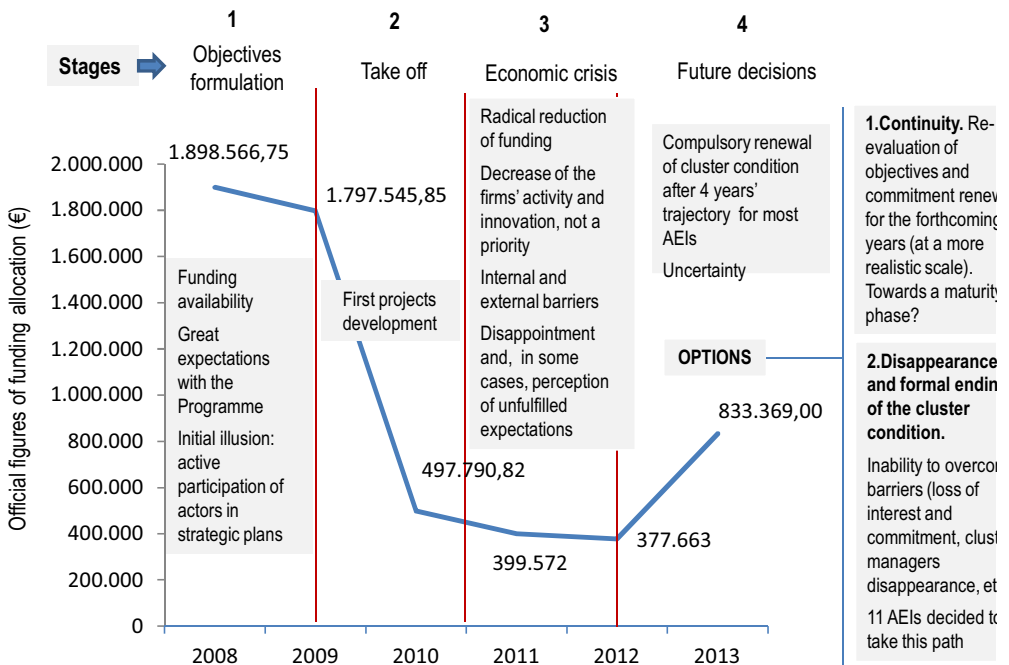 1
2
3
4
Stages
Objectives
formulation
Take off
Economic crisis
Future decisions
Official figures of funding allocation (€)
2.000.000
1.800.000
1.600.000
1.400.000
1.200.000
1.000.000
800.000
600.000
400.000
200.000
0
1.898.566,75
1.797.545,85
497.790,82
399.572
377.663
833.369,00
Funding
availability
Great
expectations
with the
Programme
Initial illusion:
active
participation of
actors in
strategic plans
First projects
development
Radical reduction
of funding
Decrease of the
firms’ activity and
innovation, not a
priority
Internal and
external barriers
Disappointment
and, in some
cases, perception
of unfulfilled
expectations
Compulsory renewal
of cluster condition
after 4 years’
trajectory for most
AEIs
Uncertainty
OPTIONS
1.Continuity. Re-
evaluation of
objectives and
commitment renew
for the forthcoming
years (at a more
realistic scale).
Towards a maturity
phase?
2.Disappearance
and formal endin
of the cluster
condition.
Inability to overco
barriers (loss of
interest and
commitment, clust
managers
disappearance, et
11 AEIs decided to
take this path
2008
2009
2010
2011
2012
2013